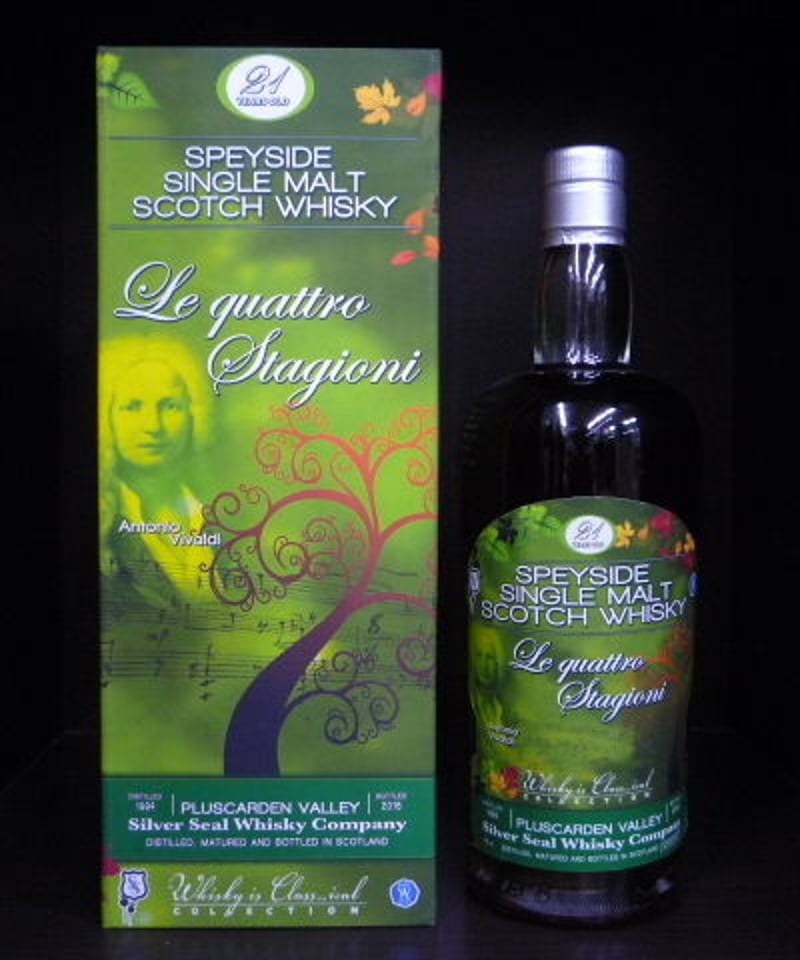 21
YEARS OLD
SPEYSIDE
SINGLE MALT
SCOTCH WHISKY
Le quattro
Stagioni
Antonio
Vivaldi
DISTILLED
1994
PLUSCARDEN VALLEY
BOTTLED
2016
Silver Seal Whisky Company
DISTILLED, MATURED AND BOTTLED IN SCOTLAND
Whisky is Class...ical
COLLECTION
21
SPEYSIDE
SINGLE MALT
SCOTCH WHISKY
Le quattro
Stagioni
Antonio
Vivaldi
Whisky is Class...ical
COLLECTION
PLUSCARDEN VALLEY
Silver Seal Whisky Company
DISTILLED, MATURED AND BOTTLED IN SCOTLAND